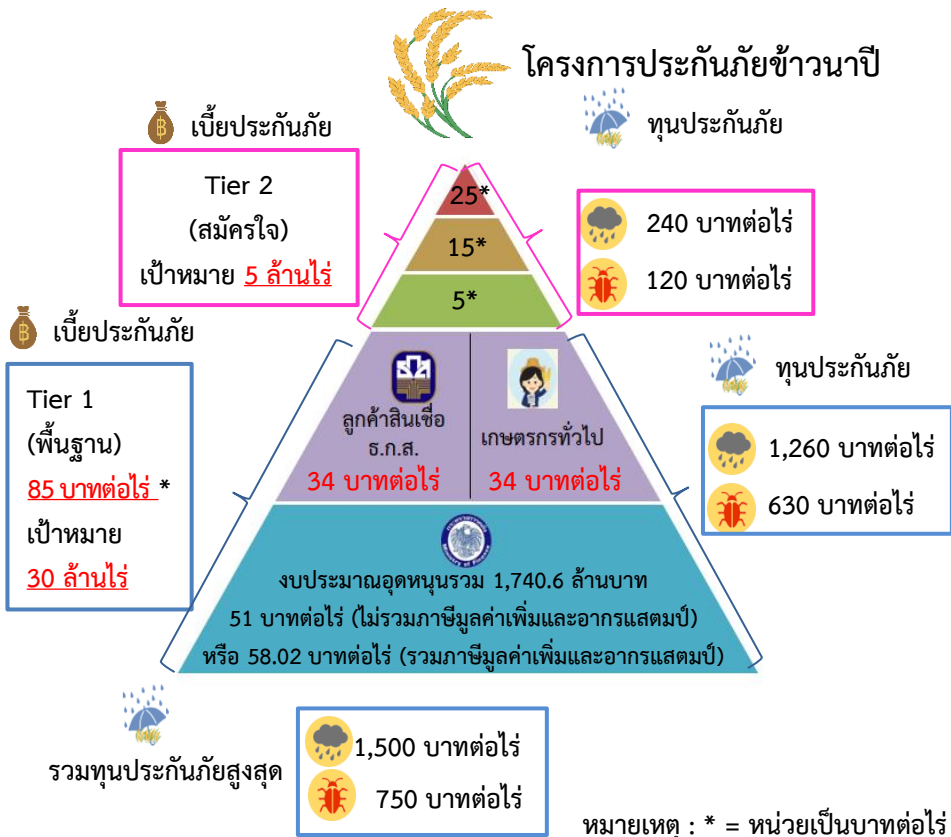 โครงการประกันภัยข้าวนาปี
เบี้ยประกันภัย
ทุนประกันภัย
Tier 2
(สมัครใจ)
เป้าหมาย 5 ล้านไร่
25*
15*
5*
240 บาทต่อไร่
120 บาทต่อไร่
เบี้ยประกันภัย
ทุนประกันภัย
Tier 1
(พื้นฐาน)
85 บาทต่อไร่ *
เป้าหมาย
30 ล้านไร่
ลูกค้าสินเชื่อ
ธ.ก.ส.
34 บาทต่อไร่
เกษตรกรทั่วไป
34 บาทต่อไร่
1,260 บาทต่อไร่
630 บาทต่อไร่
งบประมาณอุดหนุนรวม 1,740.6 ล้านบาท
51 บาทต่อไร่ (ไม่รวมภาษีมูลค่าเพิ่มและอากรแสตมป์)
หรือ 58.02 บาทต่อไร่ (รวมภาษีมูลค่าเพิ่มและอากรแสตมป์)
รวมทุนประกันภัยสูงสุด
1,500 บาทต่อไร่
750 บาทต่อไร่
หมายเหตุ : * = หน่วยเป็นบาทต่อไร่